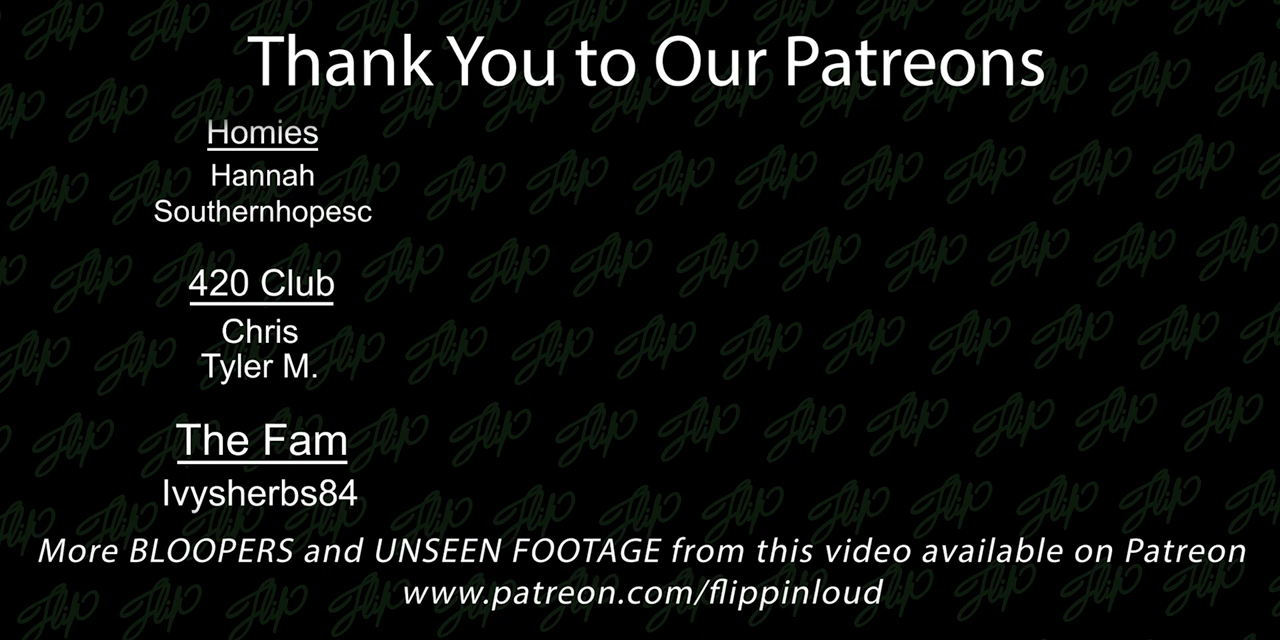 Thank You to Our Patreons
Homies
Hannah
Southernhopesc
420 Club
Chris
Tyler M.
The Fam
Ivysherbs84
More BLOOPERS and UNSEEN FOOTAGE from this video available on Patreon
www.patreon.com/flippinloud